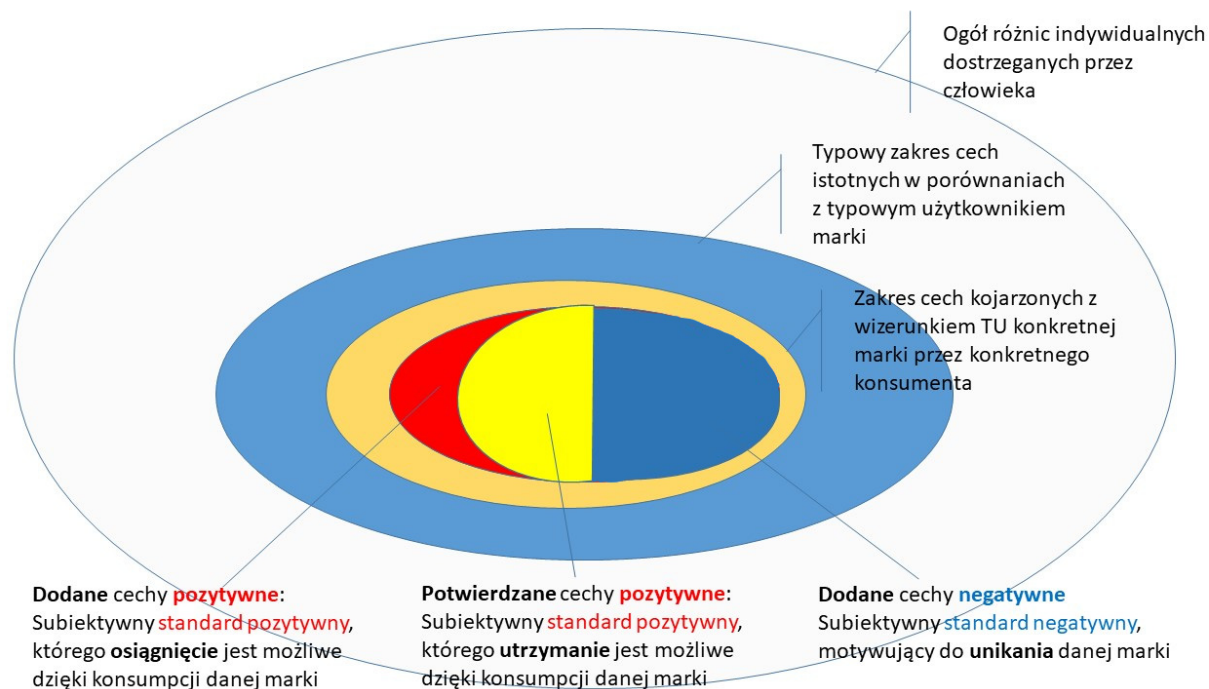 Ogół różnic indywidualnych
dostrzeganych przez
człowieka
Typowy zakres cech
istotnych w porównaniach
z typowym użytkownikiem
marki
Zakres cech kojarzonych z
wizerunkiem TU konkretnej
marki przez konkretnego
konsumenta
Dodane cechy pozytywne:
Subiektywny standard pozytywny,
którego osiągnięcie jest możliwe
dzięki konsumpcji danej marki
Potwierdzane cechy pozytywne:
Subiektywny standard pozytywny,
którego utrzymanie jest możliwe
dzięki konsumpcji danej marki
Dodane cechy negatywne
Subiektywny standard negatywny,
motywujący do unikania danej marki